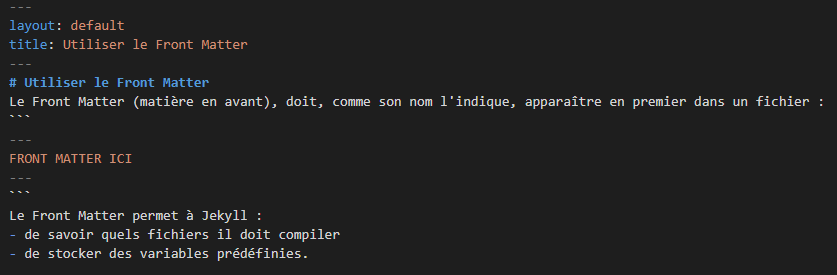 ---
layout: default
title: Utiliser le Front Matter
---
# Utiliser le Front Matter
Le Front Matter (matière en avant), doit, comme son nom l'indique, apparaître en premier dans un fichier :
```
---
FRONT MATTER ICI
---
```
Le Front Matter permet à Jekyll :
- de savoir quels fichiers il doit compiler
- de stocker des variables prédéfinies.